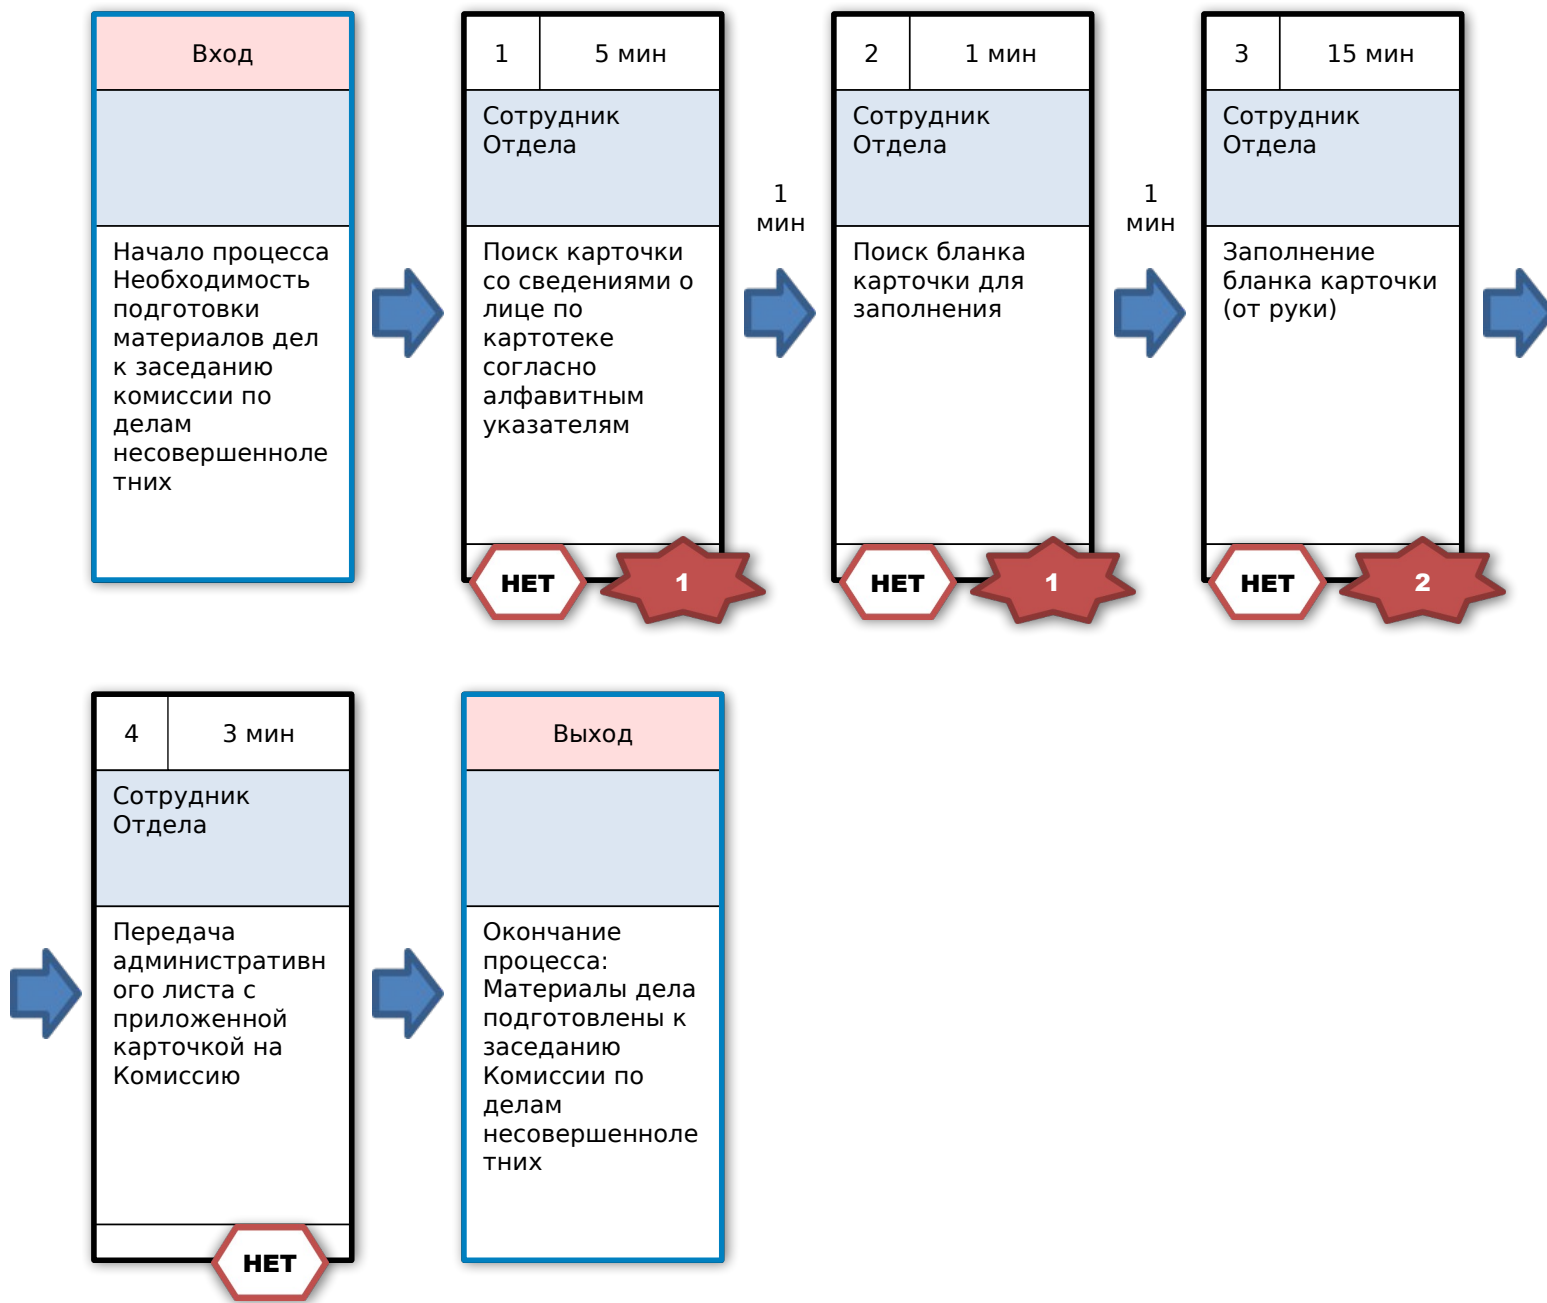 Вход
Начало процесса
Необходимость
подготовки
материалов дел
к заседанию
комиссии по
делам
несовершенноле
тних
1
5 мин
Сотрудник
Отдела
Поиск карточки
со сведениями о
лице по
картотеке
согласно
алфавитным
указателям
НЕТ
1
1
мин
2
1 мин
Сотрудник
Отдела
Поиск бланка
карточки для
заполнения
НЕТ
1
1
мин
3
15 мин
Сотрудник
Отдела
Заполнение
бланка карточки
(от руки)
НЕТ
2
4
3 мин
Сотрудник
Отдела
Передача
административн
ого листа с
приложенной
карточкой на
Комиссию
НЕТ
Выход
Окончание
процесса:
Материалы дела
подготовлены к
заседанию
Комиссии по
делам
несовершенноле
тних